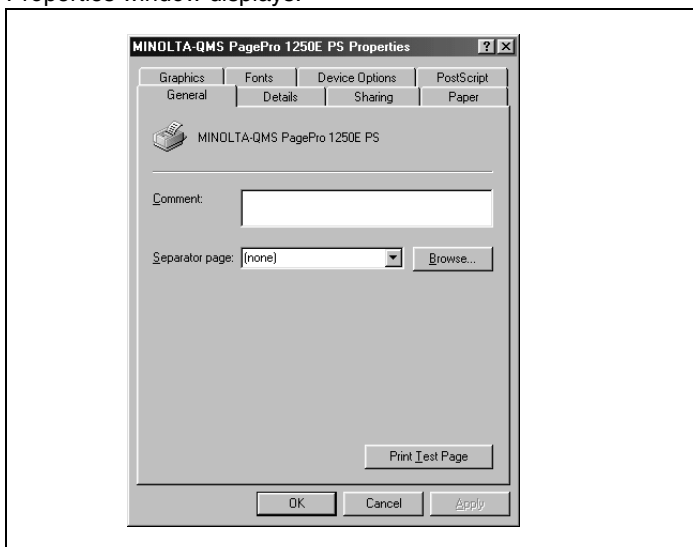 Properties window displays.
MINOLTA-QMS PagePro 1250E PS Properties
Graphics Fonts Device Options PostScript
General Details Sharing Paper
MINOLTA-QMS PagePro 1250E PS
Comment:
Separator page: (none) Browse...
Print Test Page
OK Cancel Apply